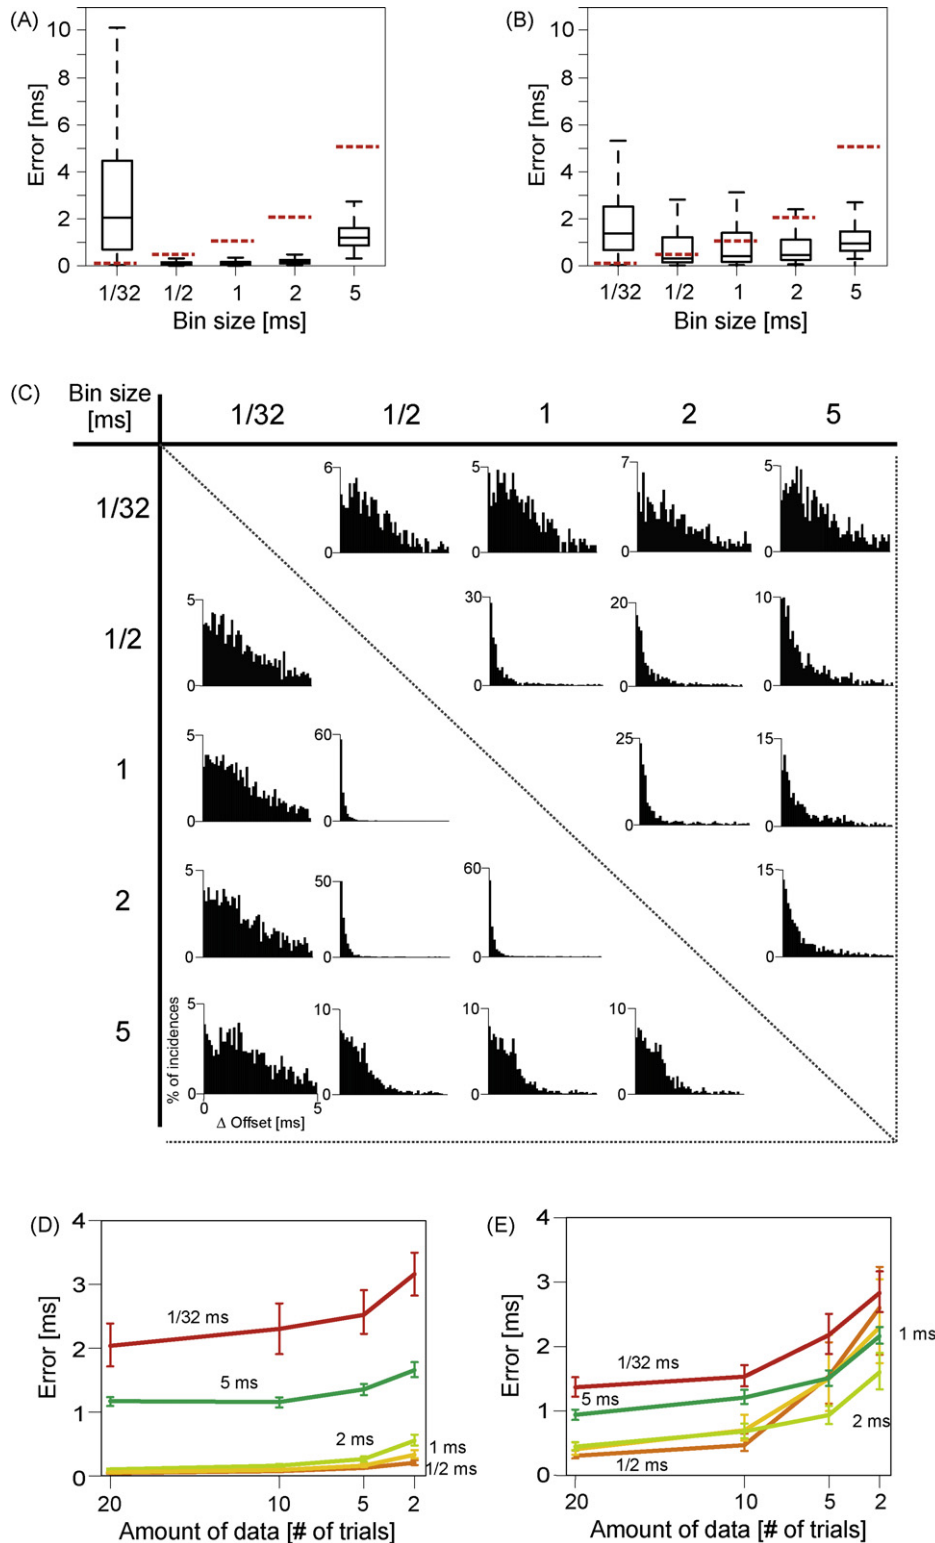 (A)
Error [ms]
10
8
6
4
2
0
1/32 1/2 1 2 5
Bin size [ms]
(B)
Error [ms]
10
8
6
4
2
0
1/32 1/2 1 2 5
Bin size [ms]
(C)
Bin size
[ms]
1/32 1/2 1 2 5
1/32
6
0
5
0
7
0
5
0
1/2
5
0
30
0
20
0
10
0
1
5
0
60
0
25
0
15
0
2
5
0
50
0
60
0
15
0
5
% of incidences
5
0
0 5
Δ Offset [ms]
10
0
10
0
10
0
(D)
Error [ms]
4
3
2
1
0
1/32 ms
5 ms
2 ms
1 ms
1/2 ms
20 10 5 2
Amount of data [# of trials]
(E)
Error [ms]
4
3
2
1
0
1/32 ms
5 ms
1/2 ms
1 ms
2 ms
20 10 5 2
Amount of data [# of trials]